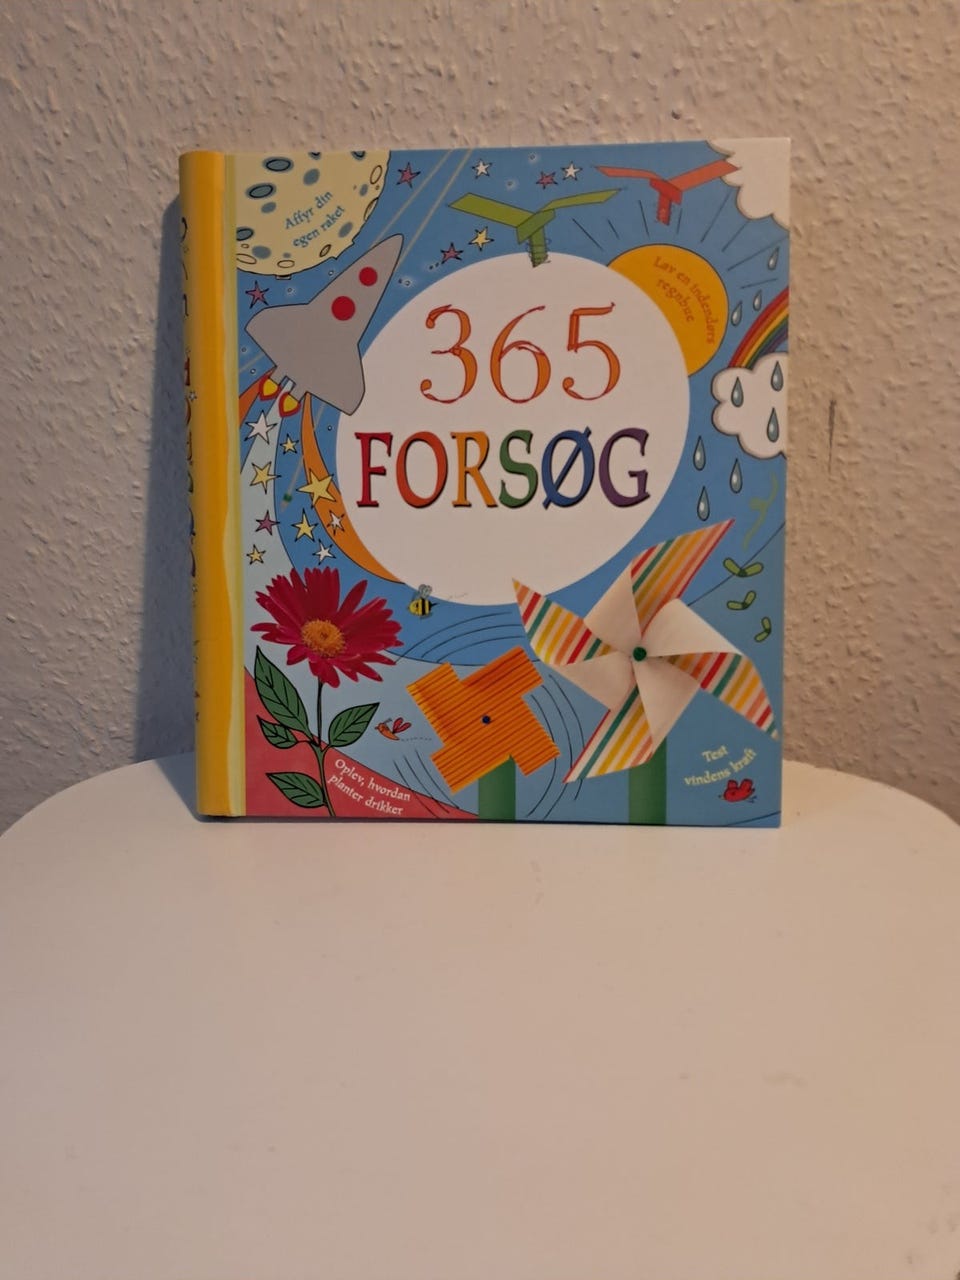 Affyr din
egen raket
Lav en indendørs
regnbue
365
FORSØG
Oplev, hvordan
planter drikker
Test
vindens kraft